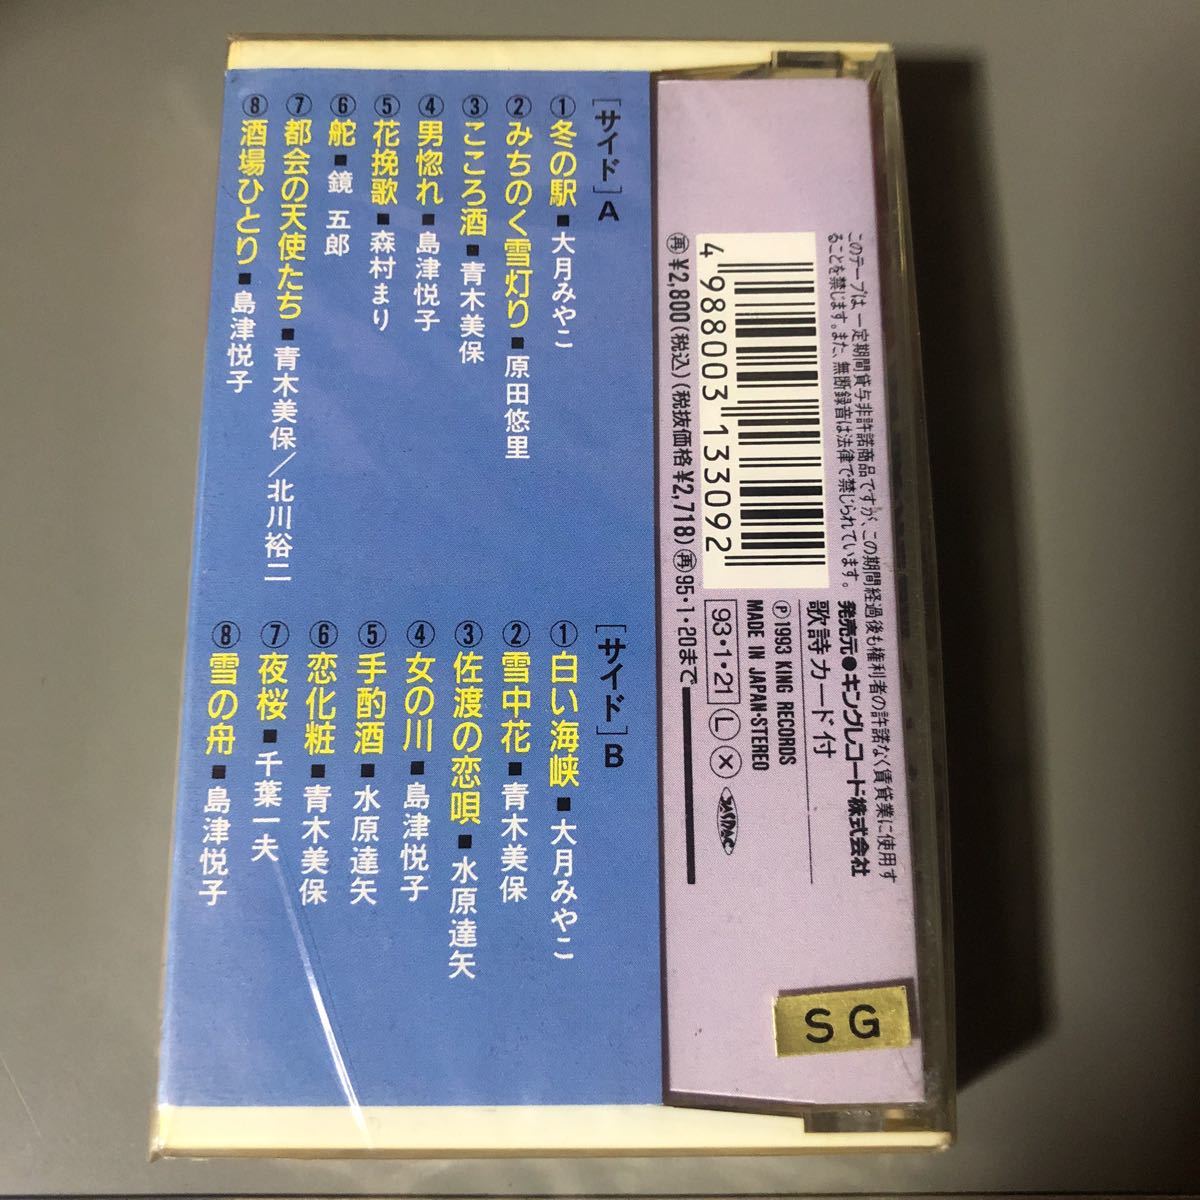 [サイド]A
①冬の駅■大月みやこ
②みちのく雪灯り■原田悠里
③こころ酒■青木美保
④男惚れ■島津悦子
⑤花挽歌■森村まり
⑥舵■鏡 五郎
⑦都会の天使たち■青木美保/北川裕二
⑧酒場ひとり■島津悦子
[サイド]B
①白い海峡■大月みやこ
②雪中花■青木美保
③佐渡の恋唄■水原達矢
④女の川■島津悦子
⑤手酌酒■水原達矢
⑥恋化粧■青木美保
⑦夜桜■千葉一夫
⑧雪の舟■島津悦子
このテープは、一定期間貸与非許諾商品ですが、この期間経過後も権利者の許諾なく賃貸業に使用す
ることを禁じます。また、無断録音は法律で禁じられています。
発売元●キングレコード株式会社
歌詩カード付
4988003133092
Ⓟ1993 KING RECORDS
MADE IN JAPAN・STEREO
93・1・21 Ⓛ Ⓧ JASRAC
再¥2,800(税込)(税抜価格¥2,718)再95・1・20まで
SG